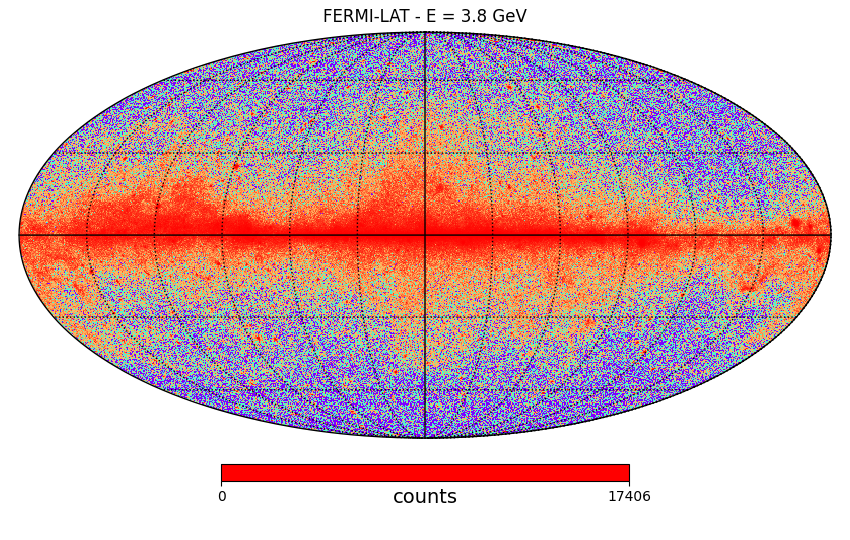 FERMI-LAT - E = 3.8 GeV
0 counts 17406